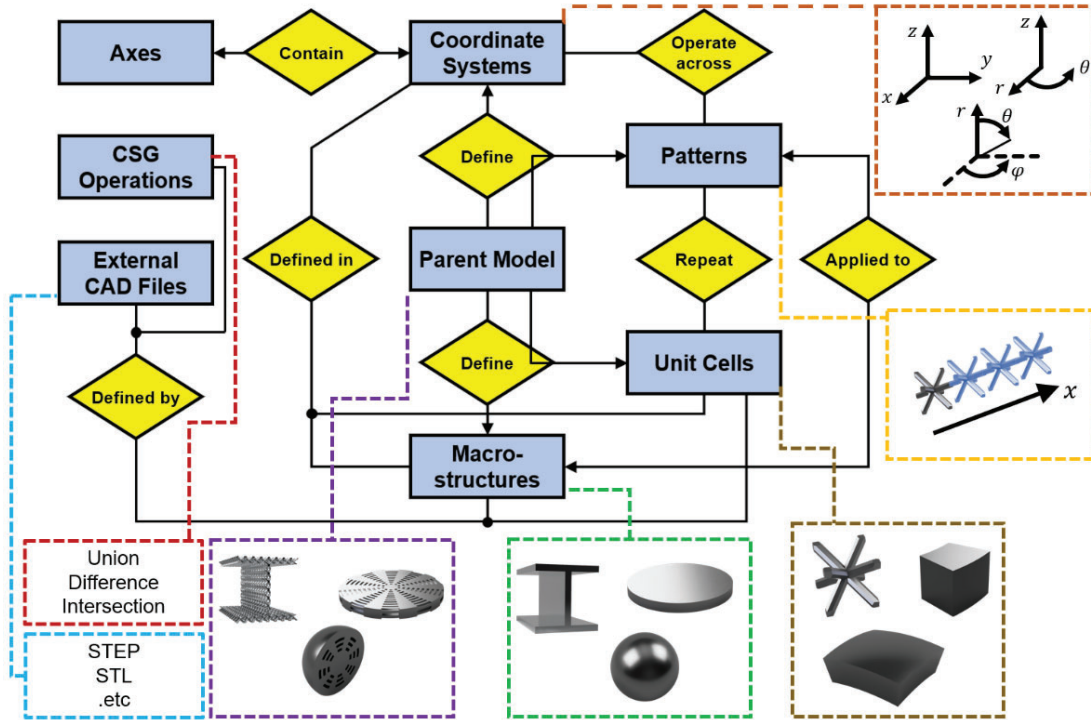 Axes
Contain
Coordinate
Systems
Operate
across
z
y
x
z
θ
r
r
θ
φ
CSG
Operations
Define
Patterns
External
CAD Files
Defined in
Parent Model
Repeat
Applied to
Defined by
Define
Unit Cells
x
Macro-
structures
Union
Difference
Intersection
STEP
STL
.etc